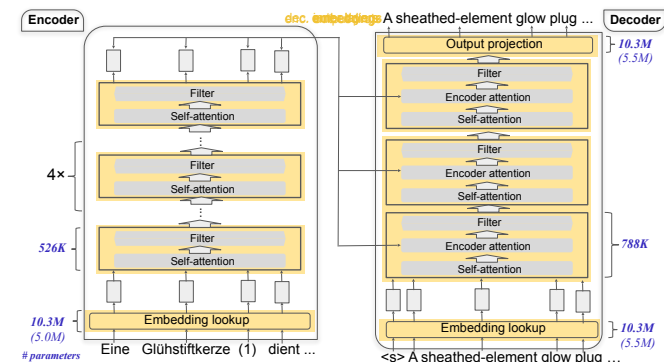 Encoder
A sheathed-element glow plug ...
Decoder
Output projection
10.3M
(5.5M)
Filter
Encoder attention
Self-attention
Filter
Encoder attention
Self-attention
Filter
Encoder attention
Self-attention
788K
Embedding lookup
10.3M
(5.5M)
<s> A sheathed-element glow plug ...
Filter
Self-attention
...
4×
Filter
Self-attention
...
526K
Filter
Self-attention
10.3M
(5.0M)
Embedding lookup
# parameters
Eine Glühstiftkerze (1) dient ...